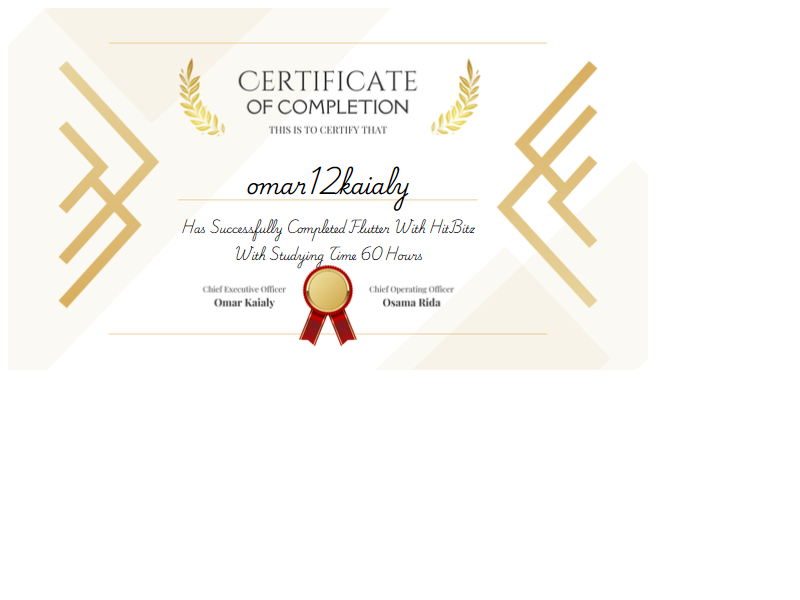 CERTIFICATE
OF COMPLETION
THIS IS TO CERTIFY THAT
omar12kaialy
Has Successfully Completed Flutter With HitBitz
With Studying Time 60 Hours
Chief Executive Officer
Omar Kaialy
Chief Operating Officer
Osama Rida